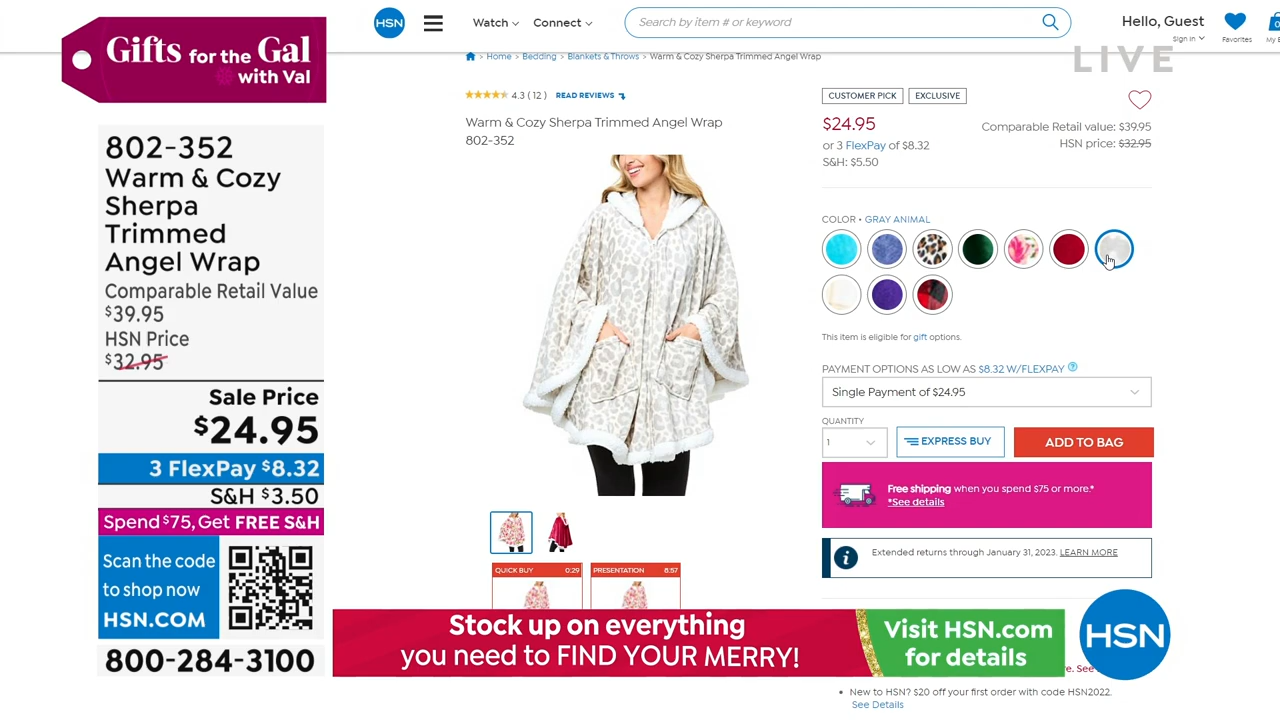 Gifts for the Gal
with Val
802-352
Warm & Cozy
Sherpa
Trimmed
Angel Wrap
Comparable Retail Value
$39.95
HSN Price
$32.95
Sale Price
$24.95
3 FlexPay $8.32
S&H $3.50
Spend $75, Get FREE S&H
Scan the code
to shop now
HSN.COM
800-284-3100
HSN
Watch
Connect
Search by item # or keyword
Hello, Guest
Sign In
Favorites
LIVE
> Home > Bedding > Blankets & Throws > Warm & Cozy Sherpa Trimmed Angel Wrap
4.3 ( 12 ) READ REVIEWS
Warm & Cozy Sherpa Trimmed Angel Wrap
802-352
CUSTOMER PICK
EXCLUSIVE
$24.95
or 3 FlexPay of $8.32
S&H: $5.50
Comparable Retail value: $39.95
HSN price: $32.95
COLOR • GRAY ANIMAL
This item is eligible for gift options.
PAYMENT OPTIONS AS LOW AS $8.32 W/FLEXPAY
Single Payment of $24.95
QUANTITY
1
EXPRESS BUY
ADD TO BAG
Free shipping when you spend $75 or more.*
*See details
Extended returns through January 31, 2023. LEARN MORE
QUICK BUY 0:29
PRESENTATION 8:57
Stock up on everything
you need to FIND YOUR MERRY!
Visit HSN.com
for details
HSN
• New to HSN? $20 off your first order with code HSN2022.
See Details